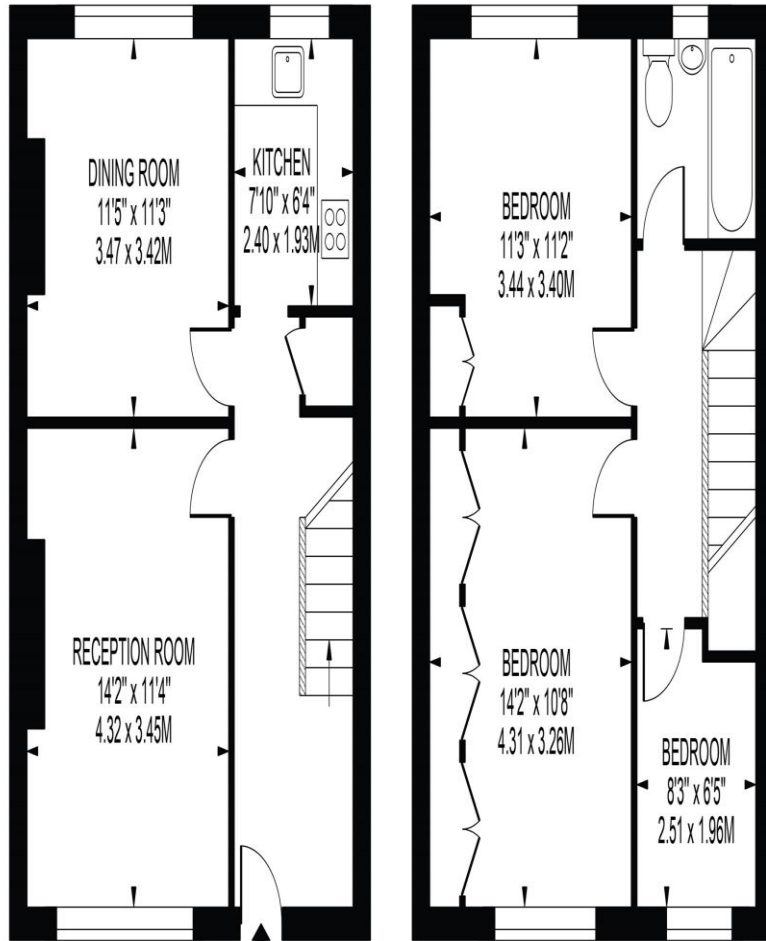 DINING ROOM
11'5" x 11'3"
3.47 x 3.42M
KITCHEN
7'10" x 6'4"
2.40 x 1.93M
RECEPTION ROOM
14'2" x 11'4"
4.32 x 3.45M
BEDROOM
11'3" x 11'2"
3.44 x 3.40M
BEDROOM
14'2" x 10'8"
4.31 x 3.26M
BEDROOM
8'3" x 6'5"
2.51 x 1.96M